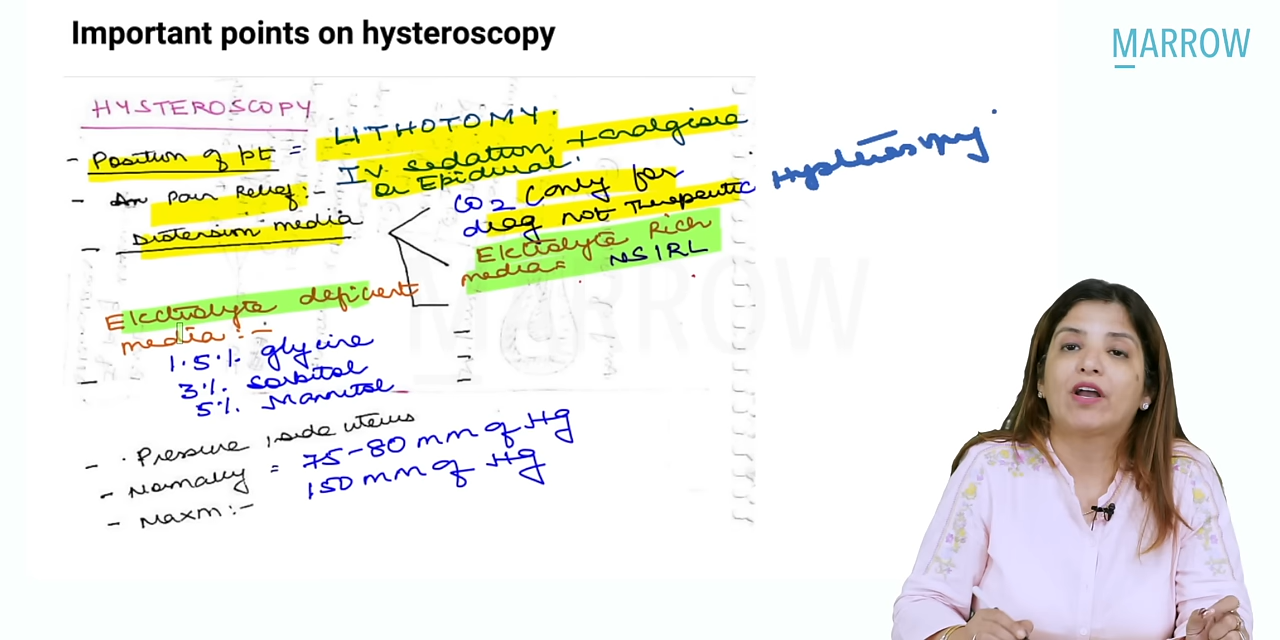 Important points on hysteroscopy
MARROW
HYSTEROSCOPY
- Position of pt = LITHOTOMY.
- Pain Relief:- IV sedation + analgisea
or Epidural.
- Distension media
CO2 (only for
diag not Therapeutic
Hysteroscopy
Electrolyte Rich
media= NS/RL
Electrolyte deficient
media:-
1.5% glycine
3% sorbitol
5% Mannitol
MARROW
- Pressure inside uterus
- Normally = 75-80 mm of Hg
- Maxm:- 150 mm of Hg